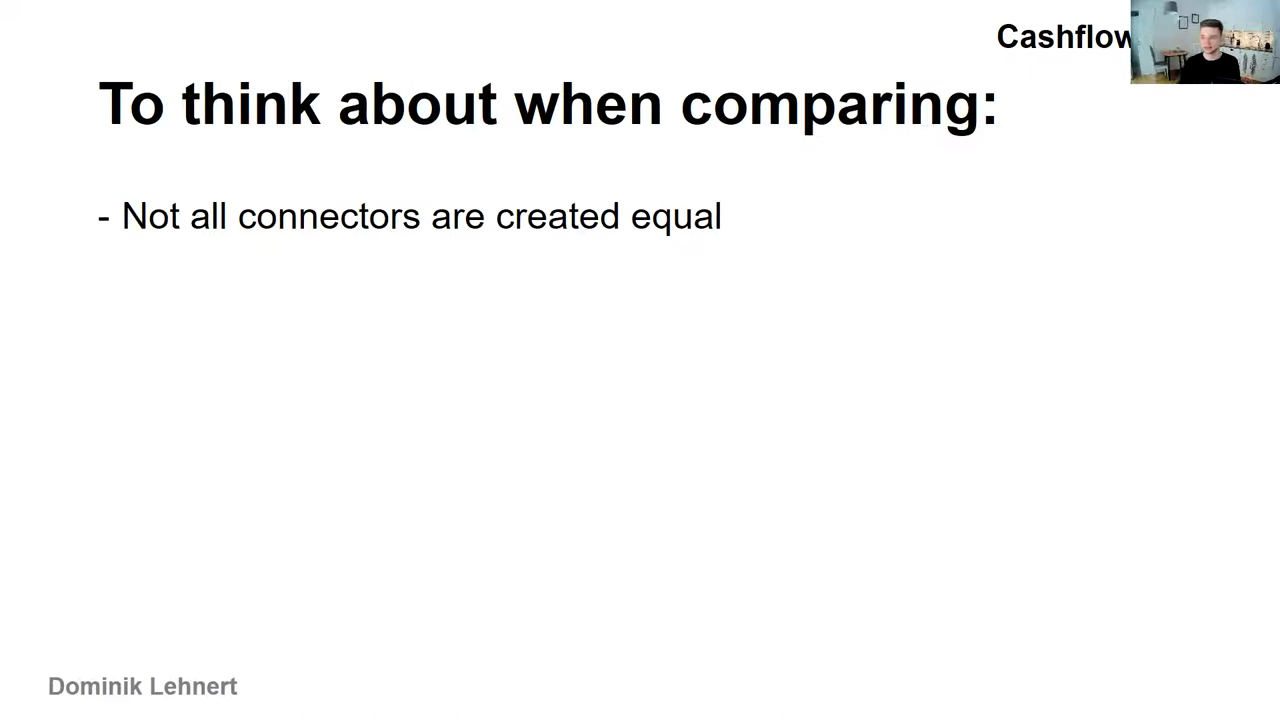 Cashflow
To think about when comparing:
- Not all connectors are created equal
Dominik Lehnert